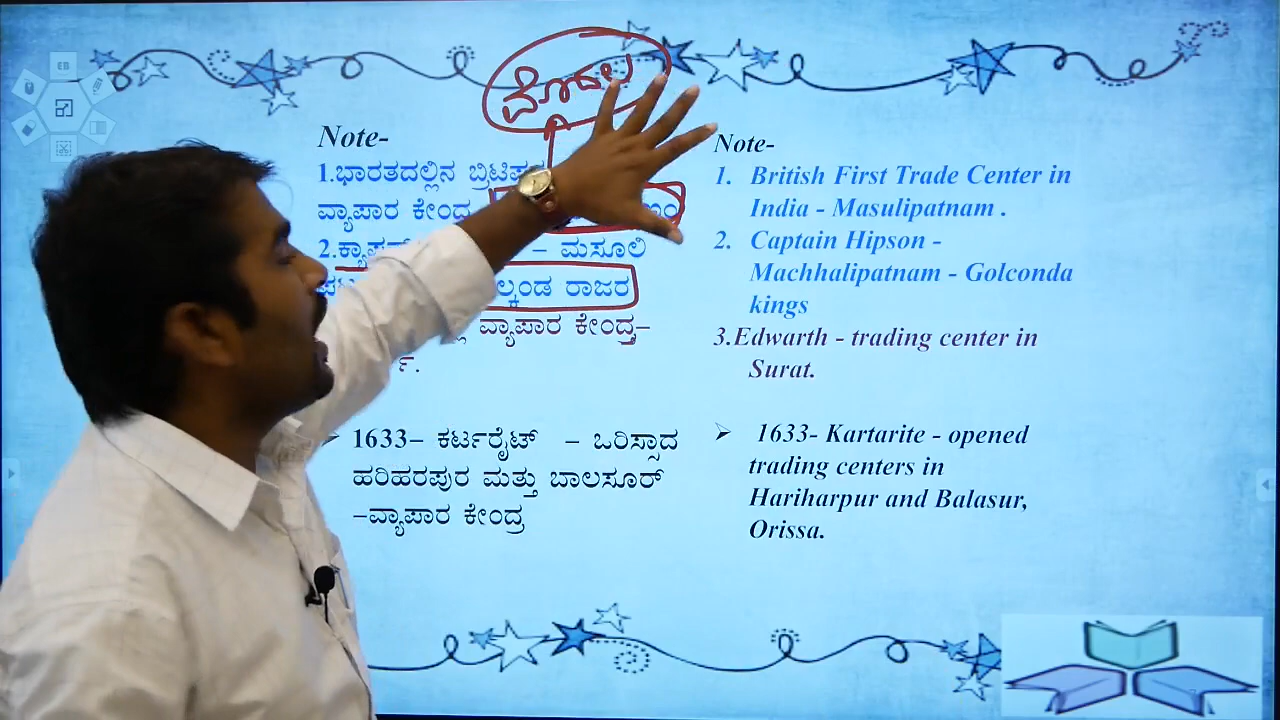 ಮೊದಲ
Note-
1.ಭಾರತದಲ್ಲಿನ
ವ್ಯಾಪಾರ ಕೇಂದ್ರ
– ಮಸೂಲಿ
ರಾಜರ
ವ್ಯಾಪಾರ ಕೇಂದ್ರ–
1633– ಕರ್ಟರೈಟ್ – ಒರಿಸ್ಸಾದ
ಹರಿಹರಪುರ ಮತ್ತು ಬಾಲಸೂರ್
–ವ್ಯಾಪಾರ ಕೇಂದ್ರ
Note-
1. British First Trade Center in
India - Masulipatnam .
2. Captain Hipson -
Machhalipatnam - Golconda
kings
3.Edwarth - trading center in
Surat.
➢ 1633- Kartarite - opened
trading centers in
Hariharpur and Balasur,
Orissa.